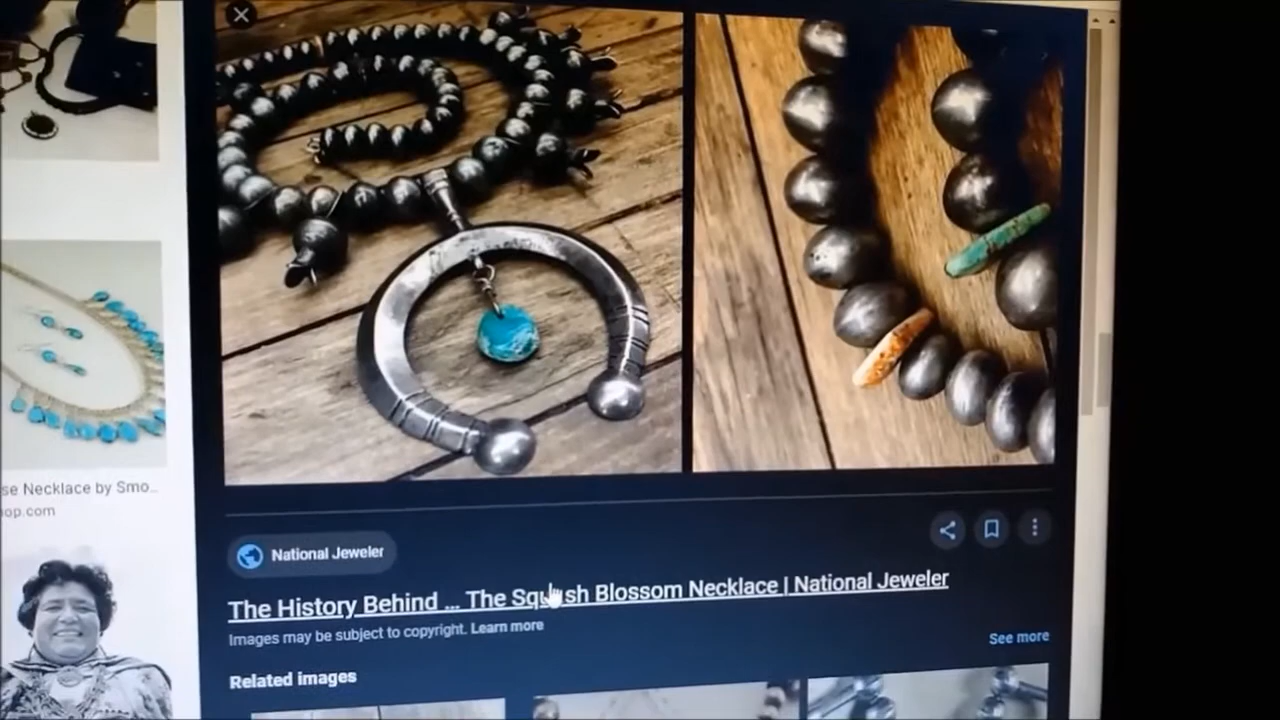 se Necklace by Smo...
op.com
National Jeweler
The History Behind ... The Squash Blossom Necklace | National Jeweler
Images may be subject to copyright. Learn more
See more
Related images